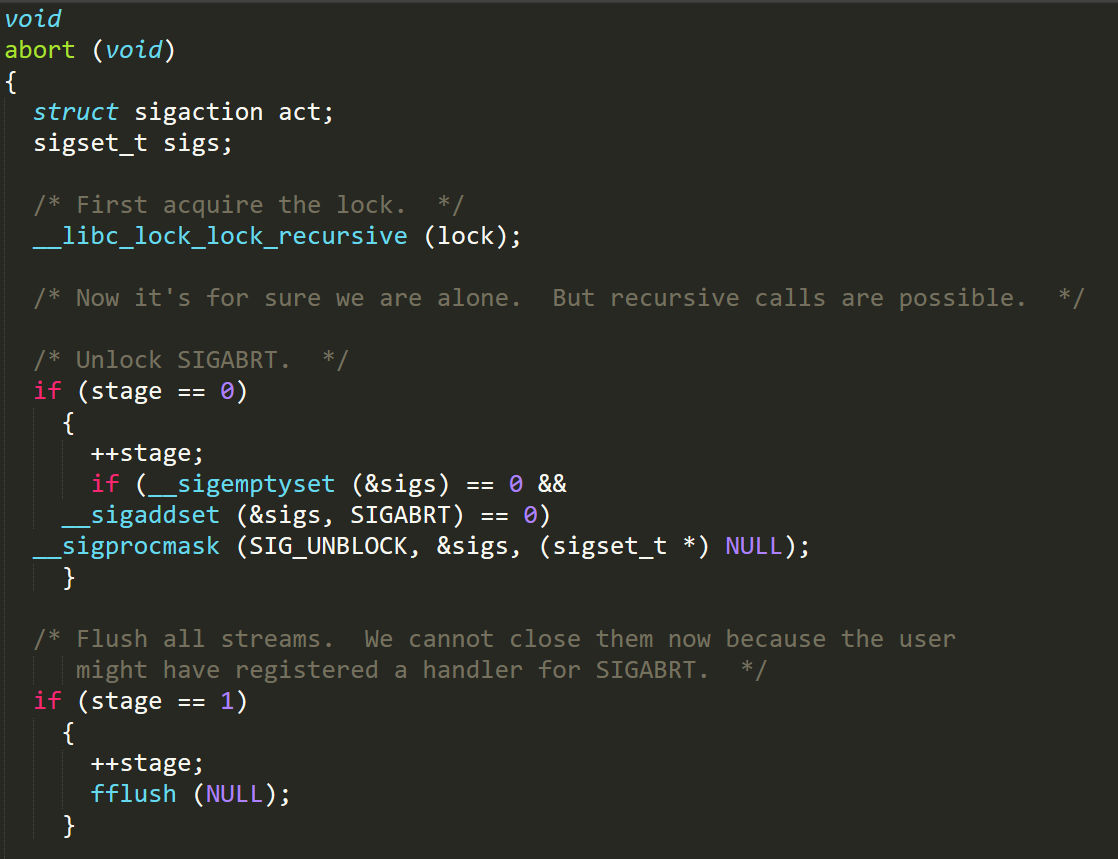 void
abort (void)
{
  struct sigaction act;
  sigset_t sigs;

  /* First acquire the lock.  */
  __libc_lock_lock_recursive (lock);

  /* Now it's for sure we are alone.  But recursive calls are possible.  */

  /* Unlock SIGABRT.  */
  if (stage == 0)
    {
      ++stage;
      if (__sigemptyset (&sigs) == 0 &&
    __sigaddset (&sigs, SIGABRT) == 0)
  __sigprocmask (SIG_UNBLOCK, &sigs, (sigset_t *) NULL);
    }

  /* Flush all streams.  We cannot close them now because the user
     might have registered a handler for SIGABRT.  */
  if (stage == 1)
    {
      ++stage;
      fflush (NULL);
    }